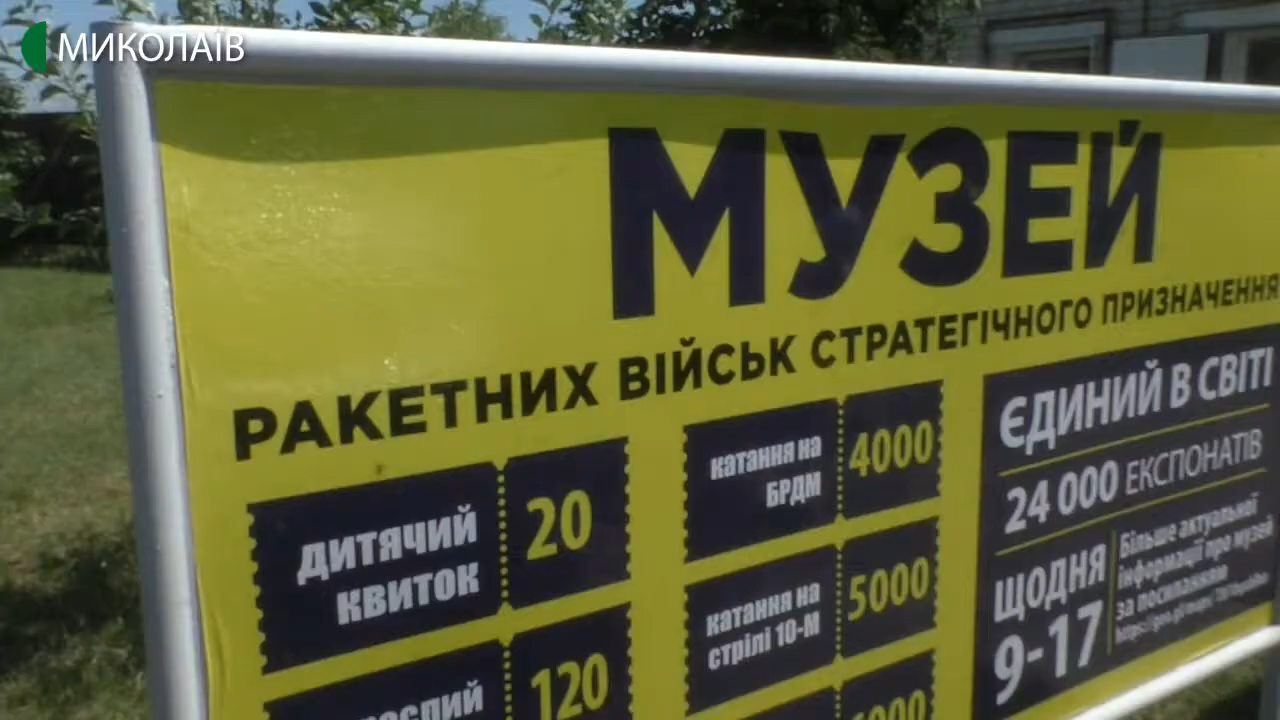 МИКОЛАЇВ
МУЗЕЙ
РАКЕТНИХ ВІЙСЬК СТРАТЕГІЧНОГО ПРИЗНАЧЕННЯ
ДИТЯЧИЙ
КВИТОК
20
120
катання на
БРДМ
4000
катання на
стрілі 10-М
5000
ЄДИНИЙ В СВІТІ
24 000 ЕКСПОНАТІВ
ЩОДНЯ
9-17
Більше актуальної
інформації про музей
за посиланням